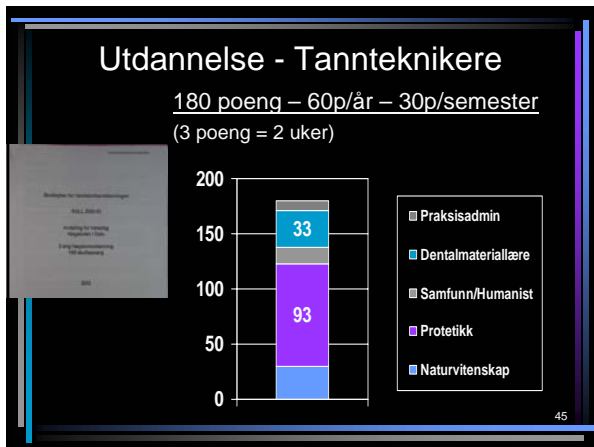 Utdannelse - Tannteknikere
180 poeng – 60p/år – 30p/semester
(3 poeng = 2 uker)
200
150
100
50
0
33
93
Praksisadmin
Dentalmateriallære
Samfunn/Humanist
Protetikk
Naturvitenskap
45